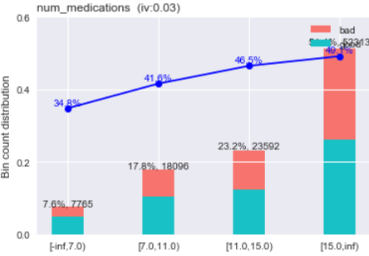 num_medications (iv:0.03)
Bin count distribution
0.6
0.4
0.2
0.0
bad
34.8%
41.6%
46.5%
7.6%, 7765
17.8%, 18096
23.2%, 23592
[-inf,7.0)
[7.0,11.0)
[11.0,15.0)
[15.0,inf)